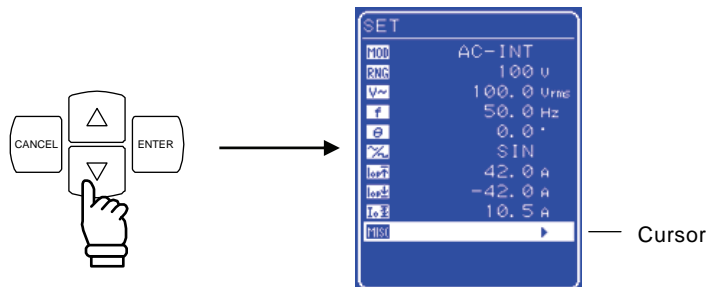 CANCEL
ENTER
SET
MOD AC-INT
RNG 100 V
V~ 100.0 Vrms
f 50.0 Hz
θ 0.0 °
SIN
42.0 A
-42.0 A
10.5 A
MISC
Cursor